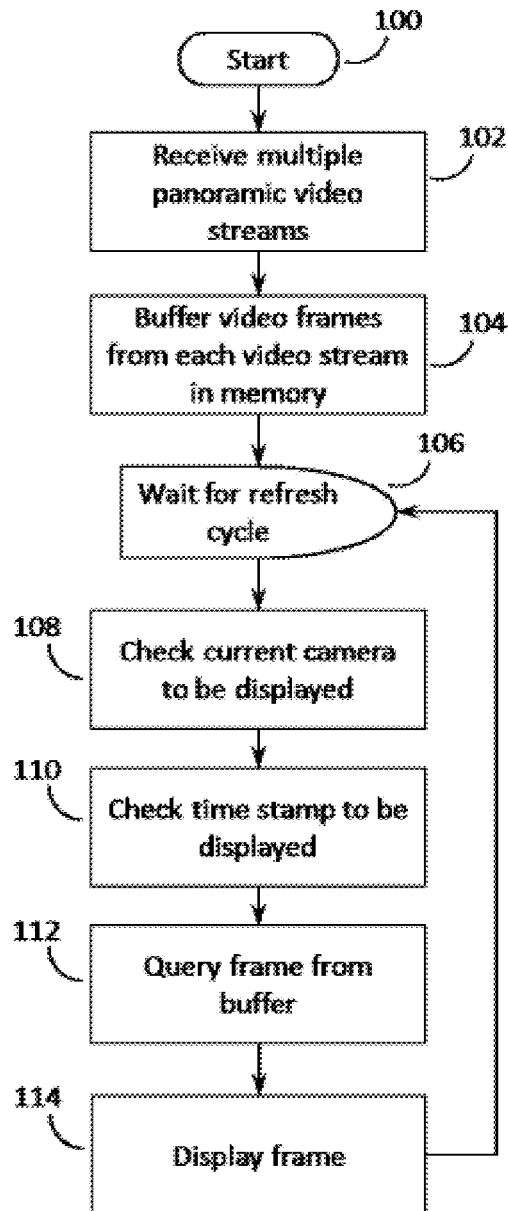 100
Start
102
Receive multiple
panoramic video
streams
Buffer video frames
from each video stream
in memory
104
106
Wait for refresh
cycle
108
Check current camera
to be displayed
110
Check time stamp to be
displayed
112
Query frame from
buffer
114
Display frame